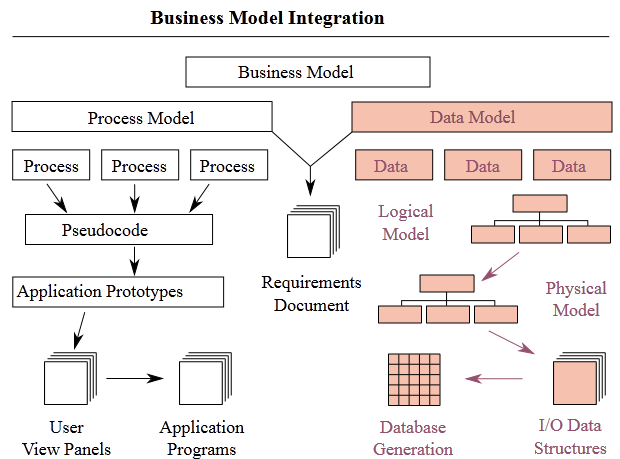 Business Model Integration
Business Model
Process Model
Data Model
Process
Process
Process
Data
Data
Data
Pseudocode
Logical
Model
Application Prototypes
Requirements
Document
Physical
Model
User
View Panels
Application
Programs
Database
Generation
I/O Data
Structures